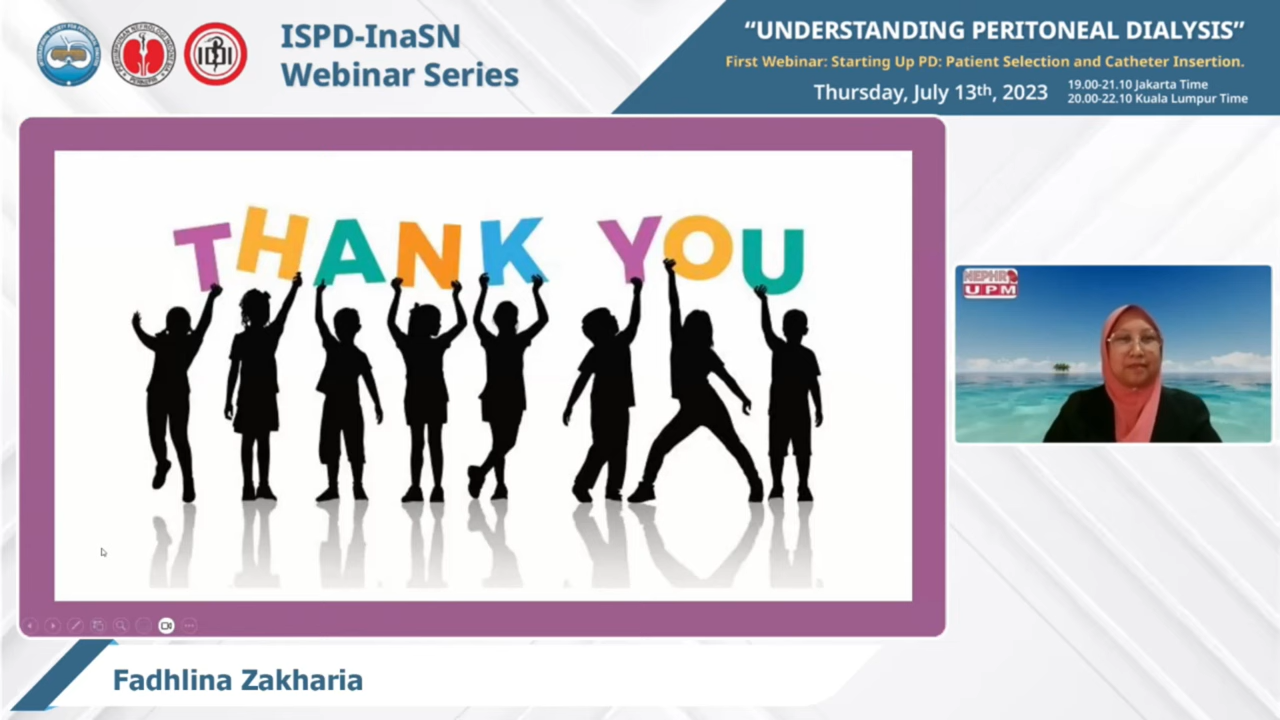 ISPD-InaSN
Webinar Series
“UNDERSTANDING PERITONEAL DIALYSIS”
First Webinar: Starting Up PD: Patient Selection and Catheter Insertion.
Thursday, July 13th, 2023
19.00-21.10 Jakarta Time
20.00-22.10 Kuala Lumpur Time
THANK YOU
NEPHRO
UPM
Fadhlina Zakharia